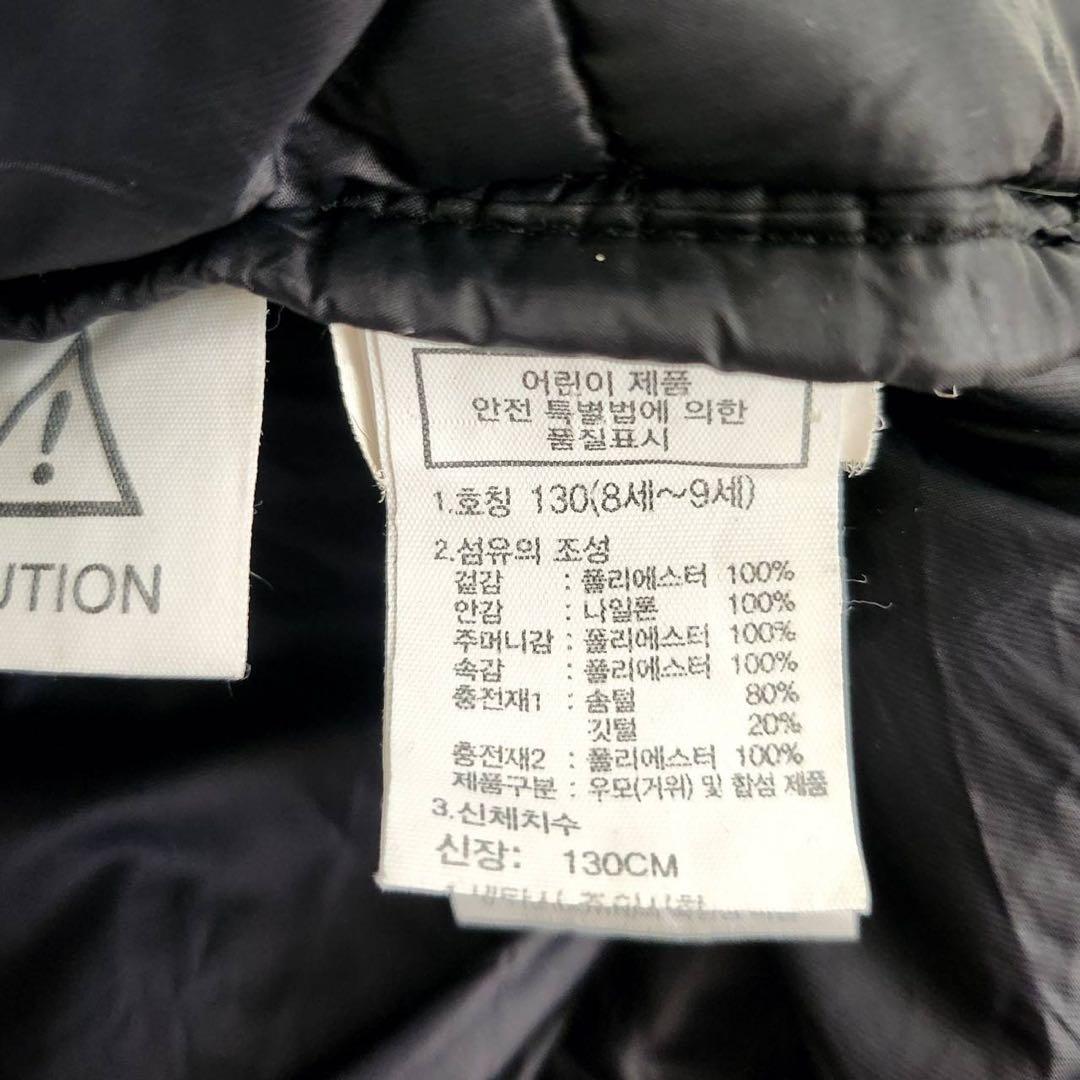 어린이 제품
안전 특별법에 의한
품질표시
1.호칭 130(8세~9세)
2.섬유의 조성
겉감 : 폴리에스터 100%
안감 : 나일론 100%
주머니감 : 폴리에스터 100%
속감 : 폴리에스터 100%
충전재1 : 솜털 80%
깃털 20%
충전재2 : 폴리에스터 100%
제품구분 : 우모(거위) 및 합성 제품
3.신체치수
신장: 130CM
UTION